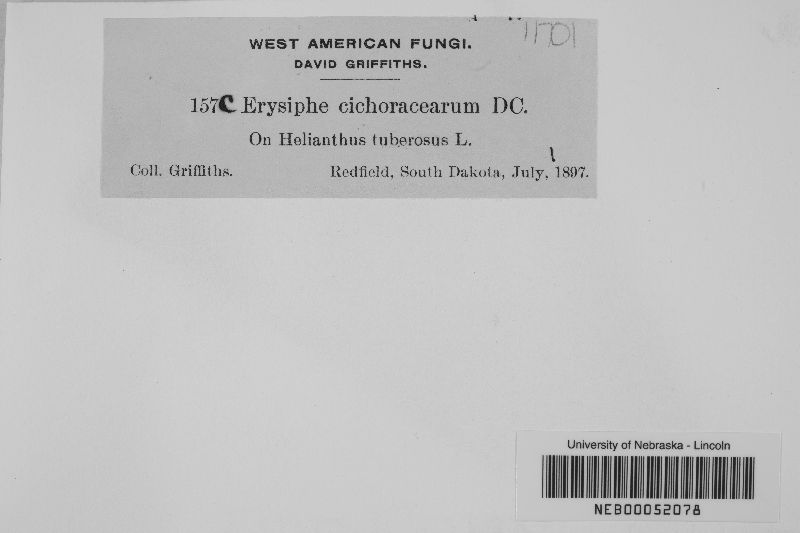 11701
WEST AMERICAN FUNGI.
DAVID GRIFFITHS.
157C Erysiphe cichoracearum DC.
On Helianthus tuberosus L.
Coll. Griffiths. Redfield, South Dakota, July, 1897.
University of Nebraska - Lincoln
NEB00052078